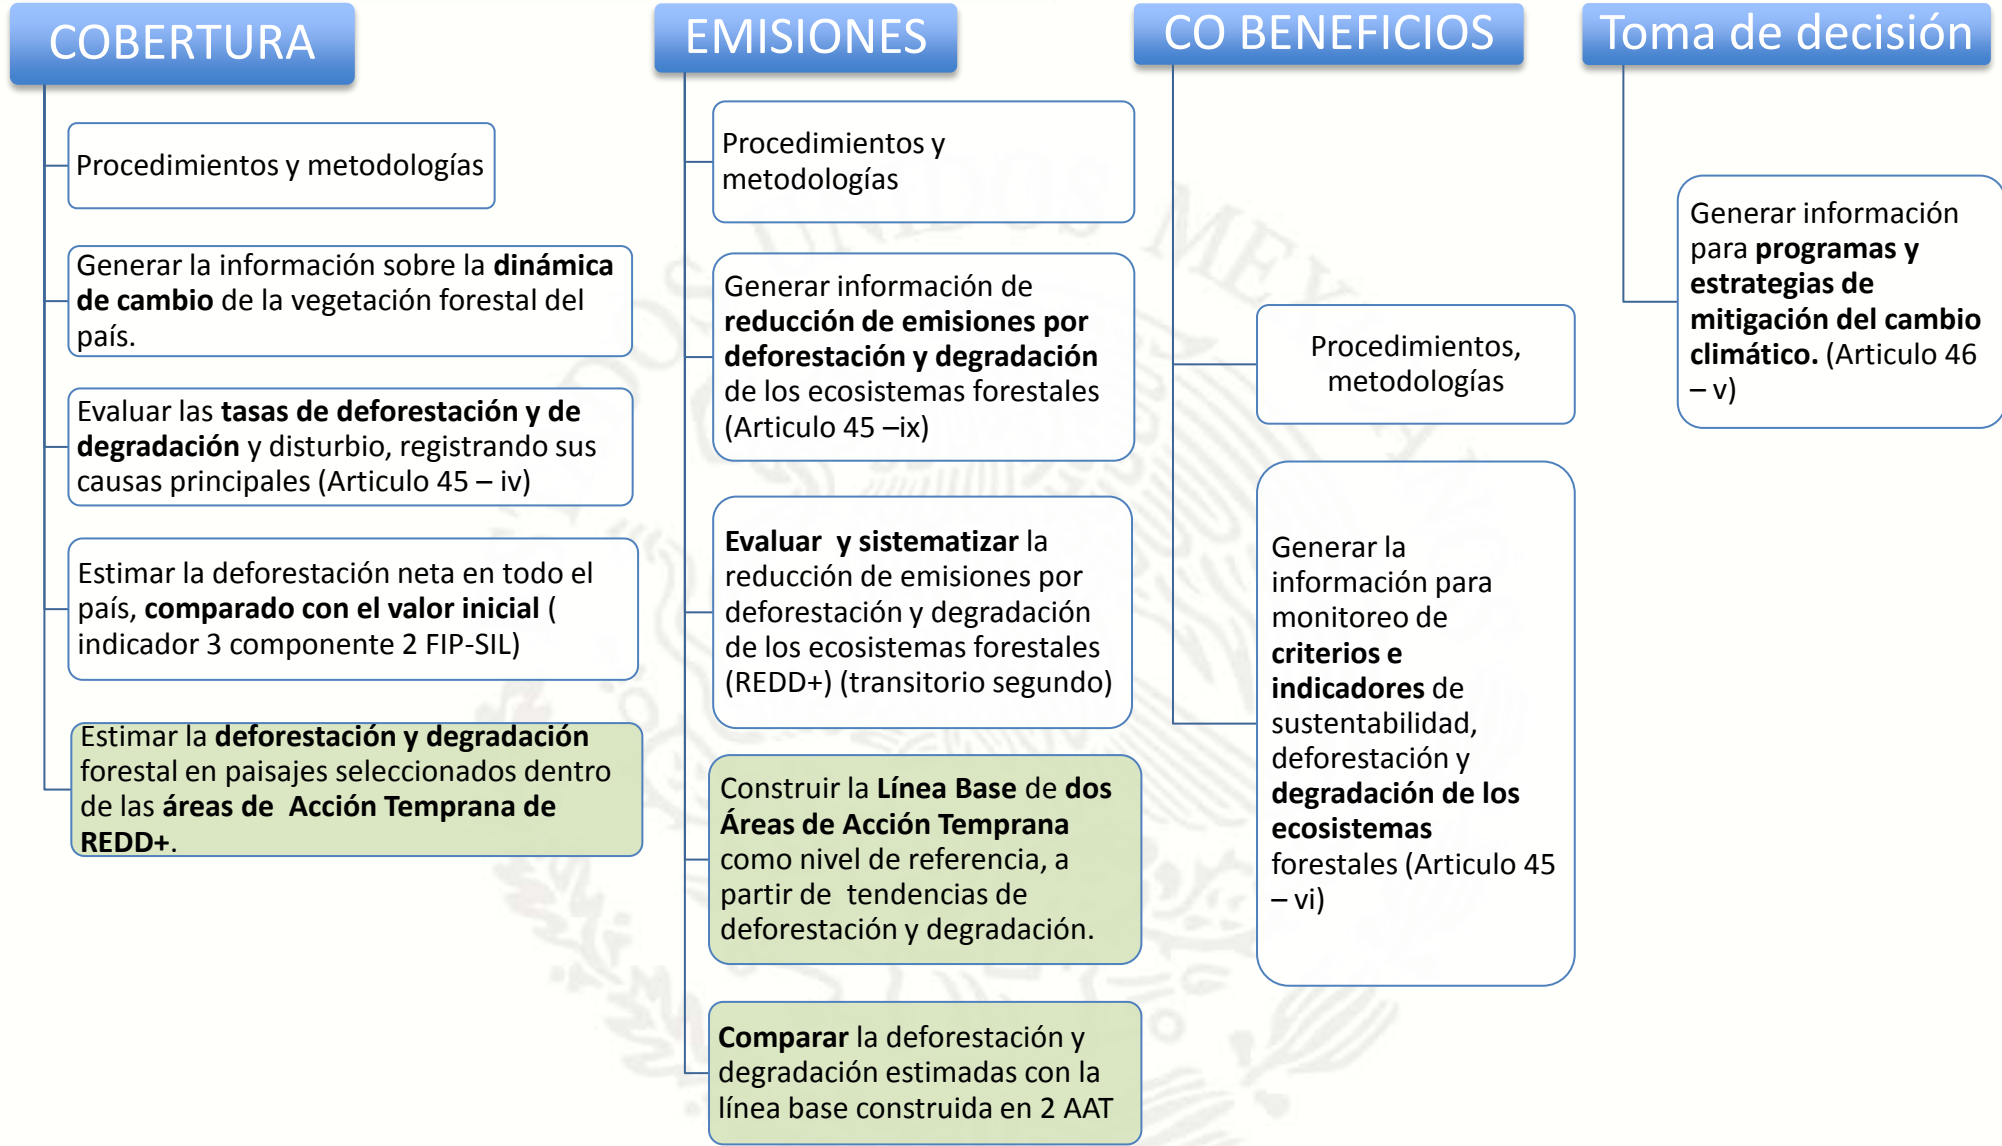 COBERTURA
Procedimientos y metodologías
Generar la información sobre la dinámica
de cambio de la vegetación forestal del
país.
Evaluar las tasas de deforestación y de
degradación y disturbio, registrando sus
causas principales (Articulo 45 – iv)
Estimar la deforestación neta en todo el
país, comparado con el valor inicial (
indicador 3 componente 2 FIP-SIL)
Estimar la deforestación y degradación
forestal en paisajes seleccionados dentro
de las áreas de Acción Temprana de
REDD+.
EMISIONES
Procedimientos y
metodologías
Generar información de
reducción de emisiones por
deforestación y degradación
de los ecosistemas forestales
(Articulo 45 –ix)
Evaluar y sistematizar la
reducción de emisiones por
deforestación y degradación
de los ecosistemas forestales
(REDD+) (transitorio segundo)
Construir la Línea Base de dos
Áreas de Acción Temprana
como nivel de referencia, a
partir de tendencias de
deforestación y degradación.
Comparar la deforestación y
degradación estimadas con la
línea base construida en 2 AAT
CO BENEFICIOS
Procedimientos,
metodologías
Generar la
información para
monitoreo de
criterios e
indicadores de
sustentabilidad,
deforestación y
degradación de los
ecosistemas
forestales (Articulo 45
– vi)
Toma de decisión
Generar información
para programas y
estrategias de
mitigación del cambio
climático. (Articulo 46
– v)
ESTADOS UNIDOS MEXICANOS